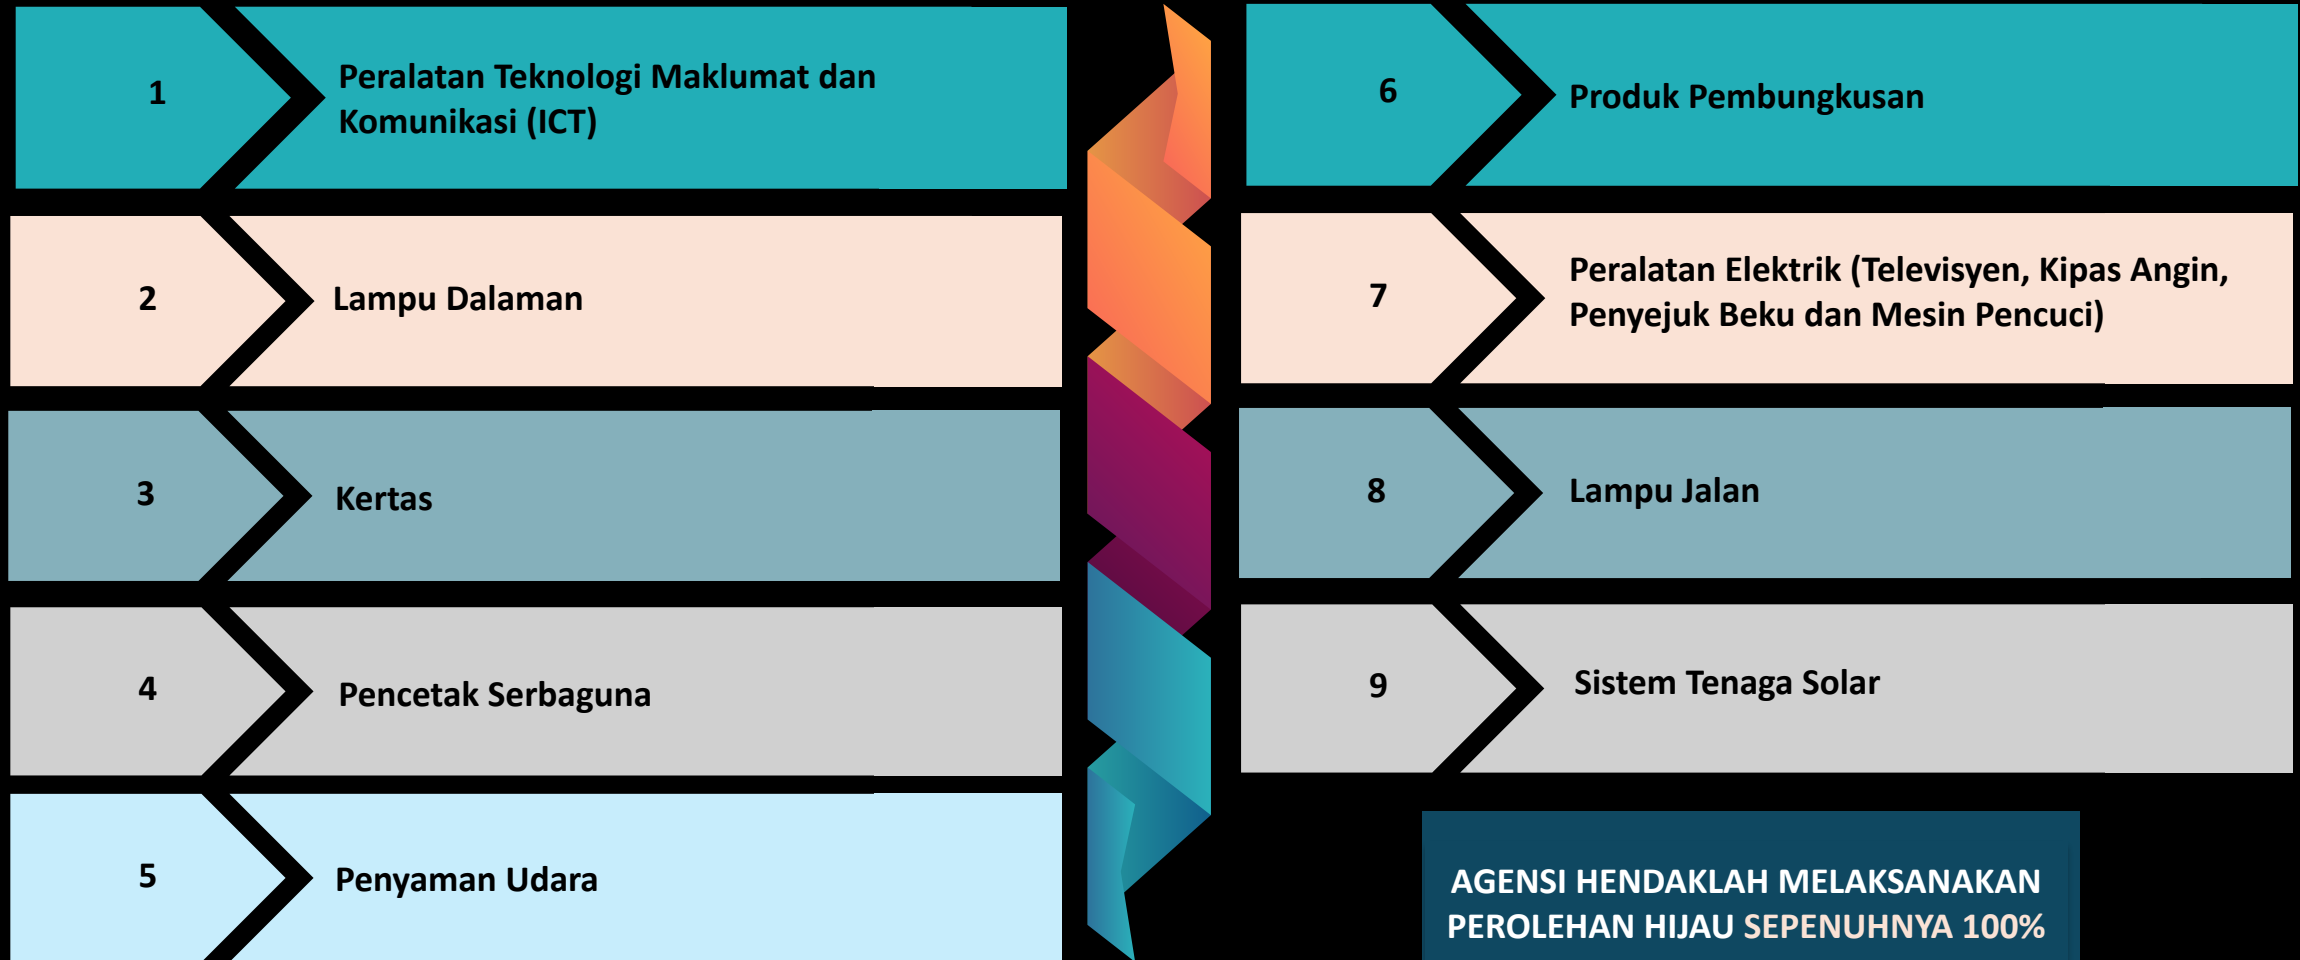 1
Peralatan Teknologi Maklumat dan
Komunikasi (ICT)
2
Lampu Dalaman
3
Kertas
4
Pencetak Serbaguna
5
Penyaman Udara
6
Produk Pembungkusan
7
Peralatan Elektrik (Televisyen, Kipas Angin,
Penyejuk Beku dan Mesin Pencuci)
8
Lampu Jalan
9
Sistem Tenaga Solar
AGENSI HENDAKLAH MELAKSANAKAN
PEROLEHAN HIJAU SEPENUHNYA 100%